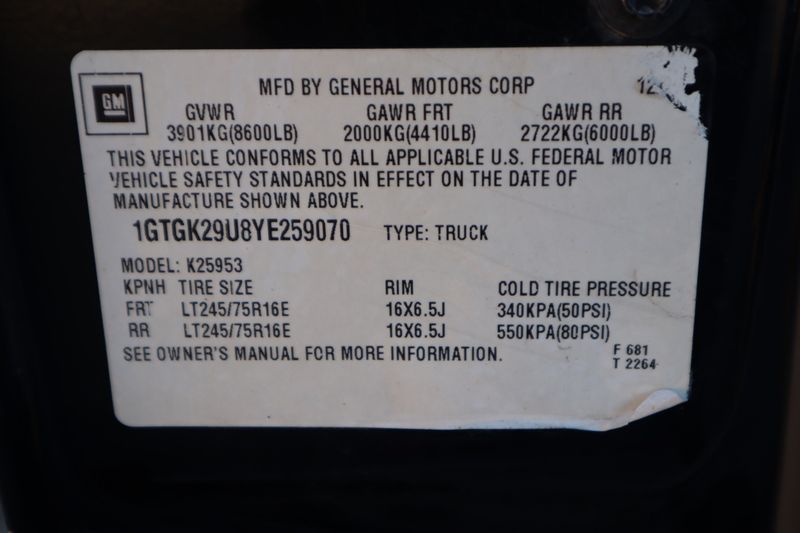 GM
MFD BY GENERAL MOTORS CORP
GVWR GAWR FRT GAWR RR
3901KG(8600LB) 2000KG(4410LB) 2722KG(6000LB)
THIS VEHICLE CONFORMS TO ALL APPLICABLE U.S. FEDERAL MOTOR
VEHICLE SAFETY STANDARDS IN EFFECT ON THE DATE OF
MANUFACTURE SHOWN ABOVE.
1GTGK29U8YE259070 TYPE: TRUCK
MODEL: K25953
KPNH TIRE SIZE RIM COLD TIRE PRESSURE
FRT LT245/75R16E 16X6.5J 340KPA(50PSI)
RR LT245/75R16E 16X6.5J 550KPA(80PSI)
SEE OWNER'S MANUAL FOR MORE INFORMATION.
F 681
T 2264